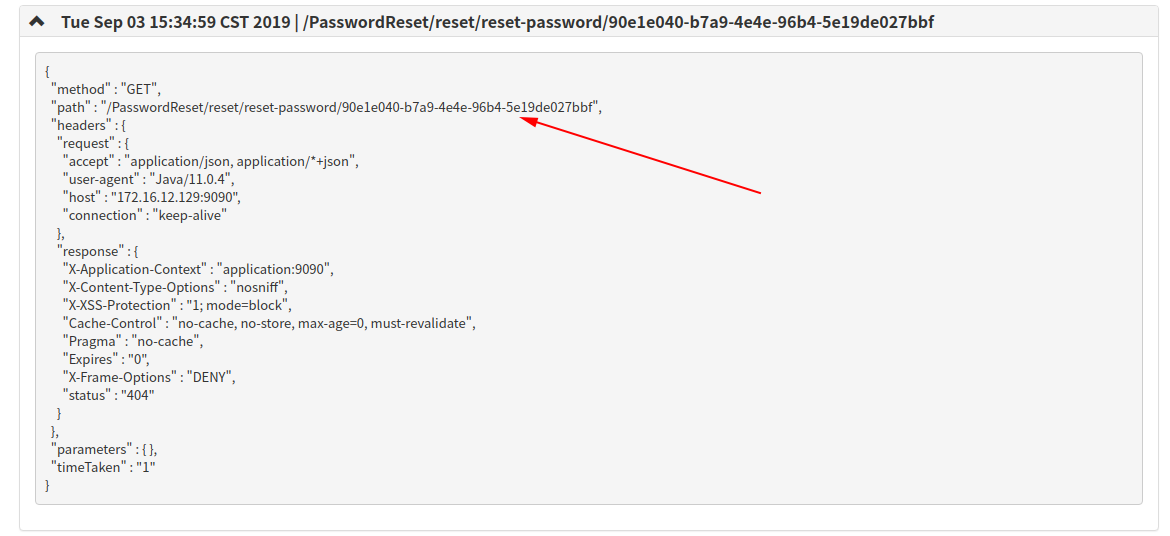 Tue Sep 03 15:34:59 CST 2019 | /PasswordReset/reset/reset-password/90e1e040-b7a9-4e4e-96b4-5e19de027bbf
{
"method" : "GET",
"path" : "/PasswordReset/reset/reset-password/90e1e040-b7a9-4e4e-96b4-5e19de027bbf",
"headers" : {
"request" : {
"accept" : "application/json, application/*+json",
"user-agent" : "Java/11.0.4",
"host" : "172.16.12.129:9090",
"connection" : "keep-alive"
},
"response" : {
"X-Application-Context" : "application:9090",
"X-Content-Type-Options" : "nosniff",
"X-XSS-Protection" : "1; mode=block",
"Cache-Control" : "no-cache, no-store, max-age=0, must-revalidate",
"Pragma" : "no-cache",
"Expires" : "0",
"X-Frame-Options" : "DENY",
"status" : "404"
}
},
"parameters" : { },
"timeTaken" : "1"
}